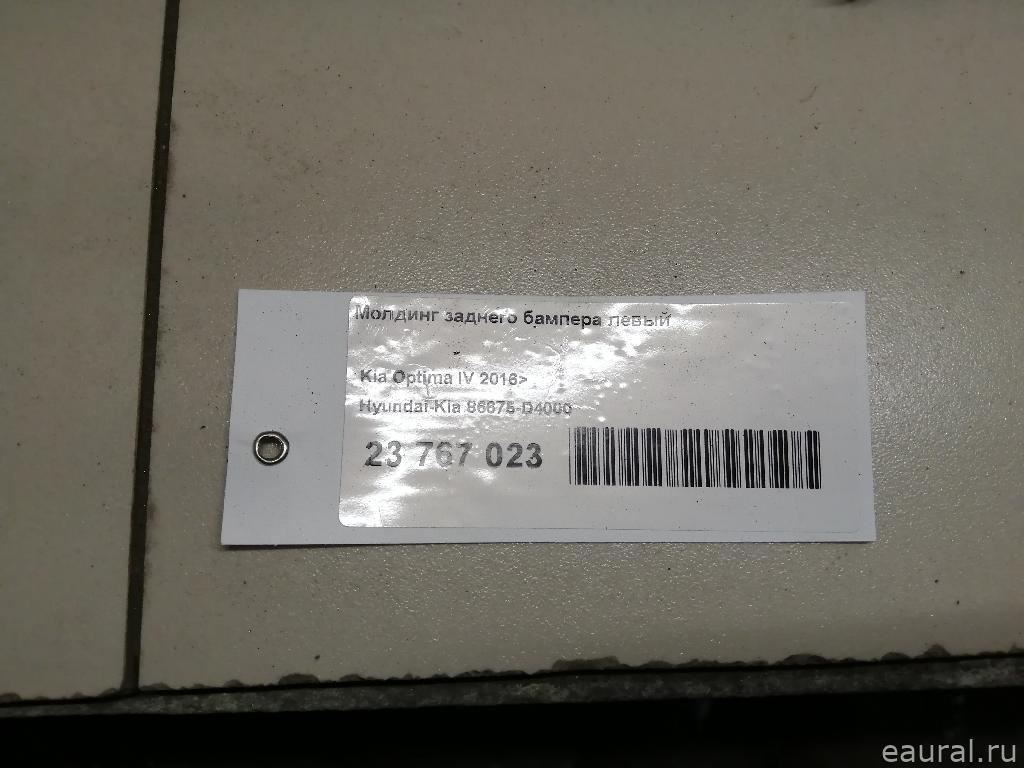 Молдинг заднего бампера левый
Kia Optima IV 2016>
Hyundai-Kia 86675-D4000
23 767 023
eaural.ru